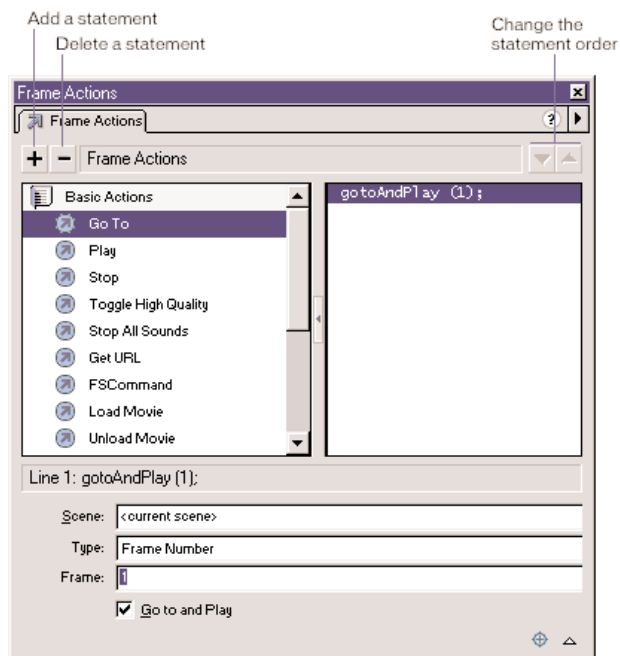 Add a statement
Delete a statement
Change the
statement order
Frame Actions
Frame Actions
?
+ - Frame Actions
Basic Actions
Go To
Play
Stop
Toggle High Quality
Stop All Sounds
Get URL
FSCommand
Load Movie
Unload Movie
gotoAndPlay (1);
Line 1: gotoAndPlay (1);
Scene: <current scene>
Type: Frame Number
Frame: 1
Go to and Play